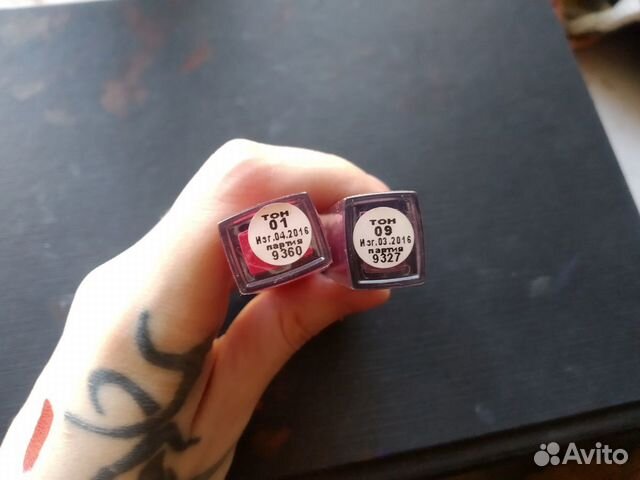 тон
01
Изг.04.2016
партия
9360
тон
09
Изг.03.2016
партия
9327
Avito